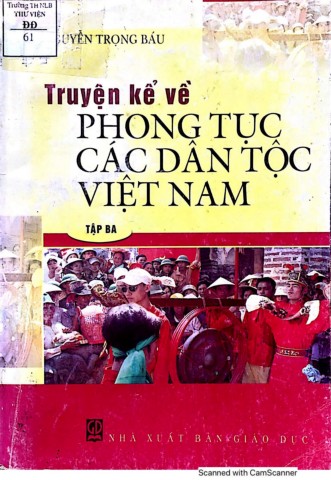 Trường TH NLB
THƯ VIỆN
ĐĐ
61
NGUYỄN TRỌNG BÁU
Truyện kể về
PHONG TỤC
CÁC DÂN TỘC
VIỆT NAM
TẬP BA
NHÀ XUẤT BẢN GIÁO DỤC
Scanned with CamScanner